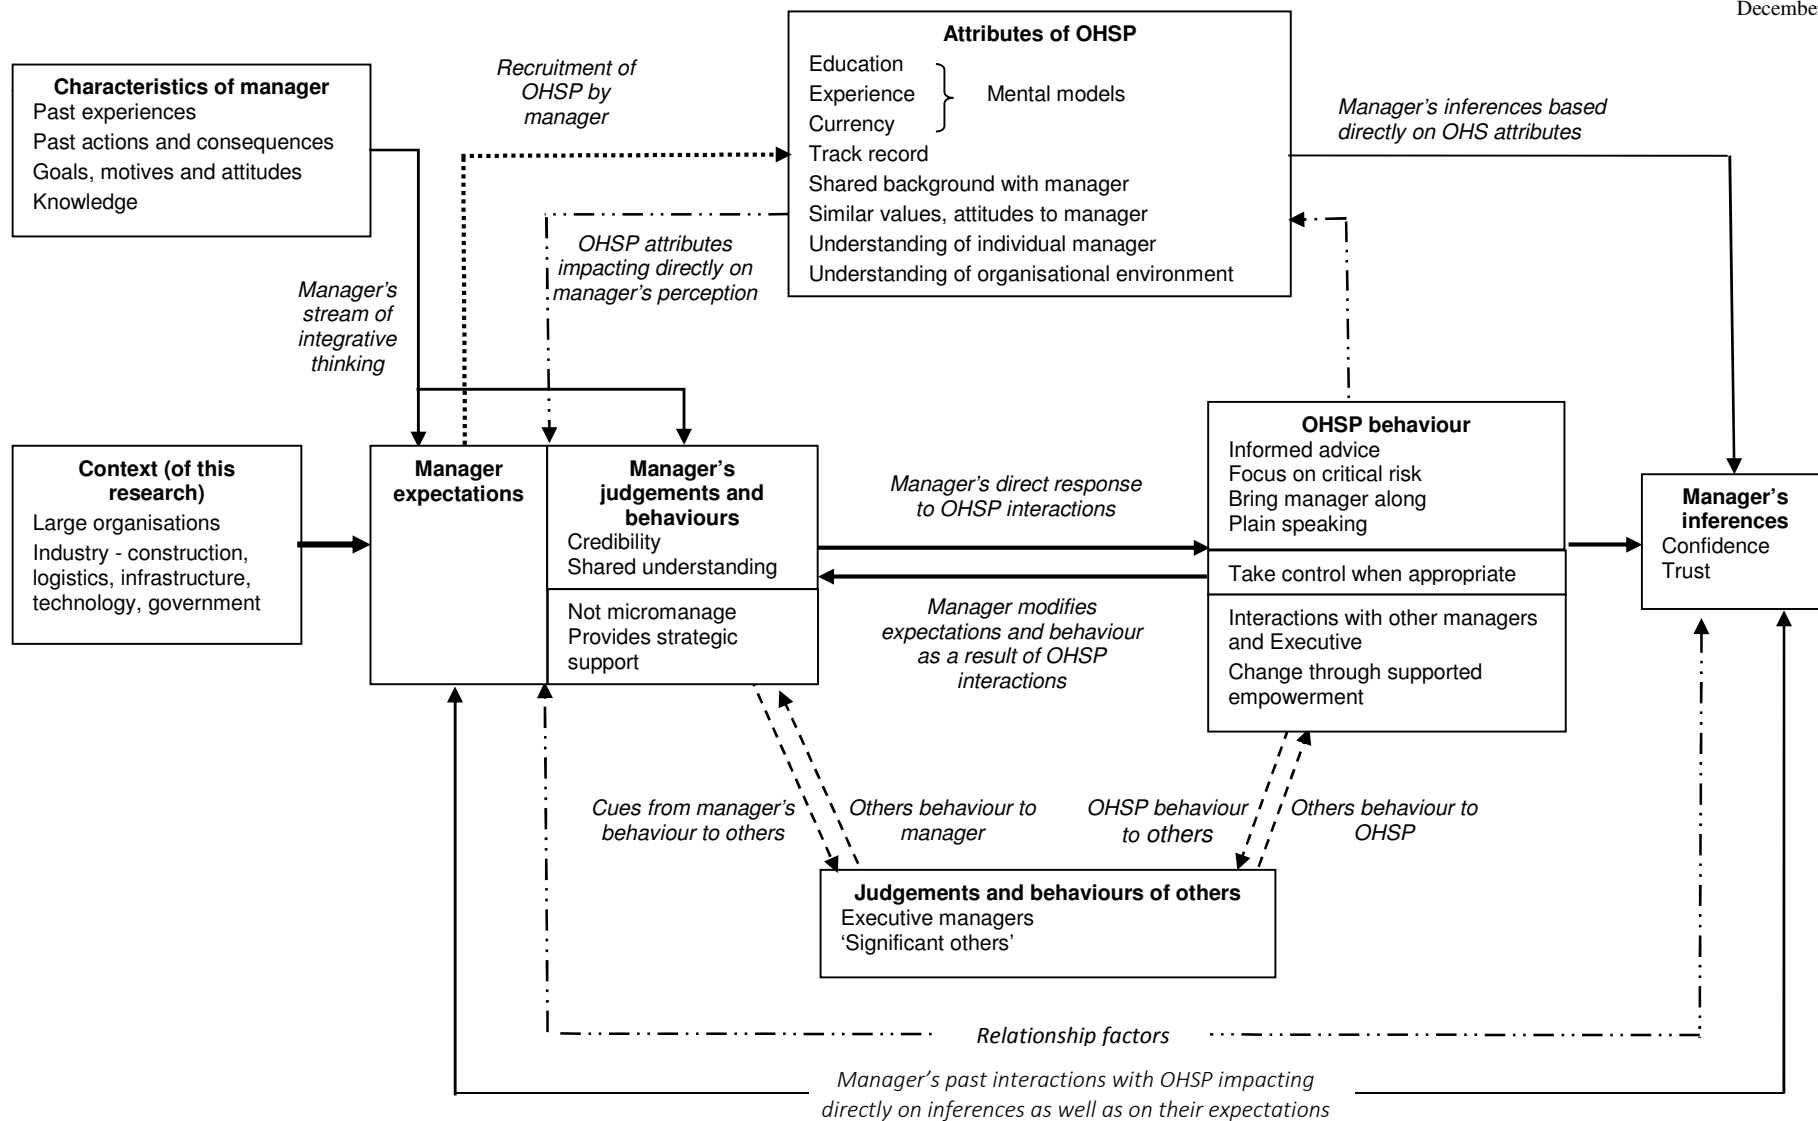 December
Attributes of OHSP
Education
Experience
Mental models
Currency
Track record
Shared background with manager
Similar values, attitudes to manager
Understanding of individual manager
Understanding of organisational environment
Characteristics of manager
Past experiences
Past actions and consequences
Goals, motives and attitudes
Knowledge
Recruitment of
OHSP by
manager
Manager’s inferences based
directly on OHS attributes
OHSP attributes
impacting directly on
manager’s perception
Manager’s
stream of
integrative
thinking
Context (of this
research)
Large organisations
Industry - construction,
logistics, infrastructure,
technology, government
Manager
expectations
Manager’s
judgements and
behaviours
Credibility
Shared understanding
Not micromanage
Provides strategic
support
Manager’s direct response
to OHSP interactions
Manager modifies
expectations and behaviour
as a result of OHSP
interactions
OHSP behaviour
Informed advice
Focus on critical risk
Bring manager along
Plain speaking
Take control when appropriate
Interactions with other managers
and Executive
Change through supported
empowerment
Manager’s
inferences
Confidence
Trust
Cues from manager’s
behaviour to others
Others behaviour to
manager
OHSP behaviour
to others
Others behaviour to
OHSP
Judgements and behaviours of others
Executive managers
‘Significant others’
Relationship factors
Manager’s past interactions with OHSP impacting
directly on inferences as well as on their expectations